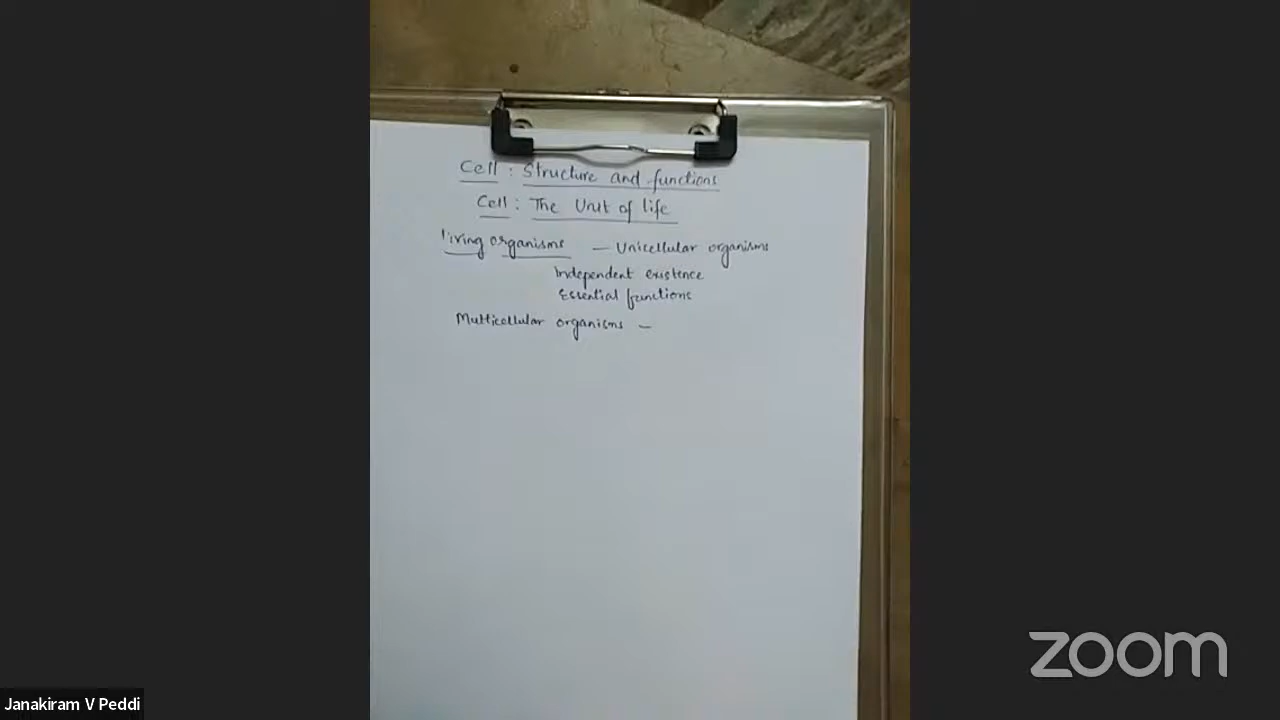 Cell : Structure and functions
Cell : The Unit of life
living organisms — Unicellular organisms
Independent existence
Essential functions
Multicellular organisms —
zoom
Janakiram V Peddi